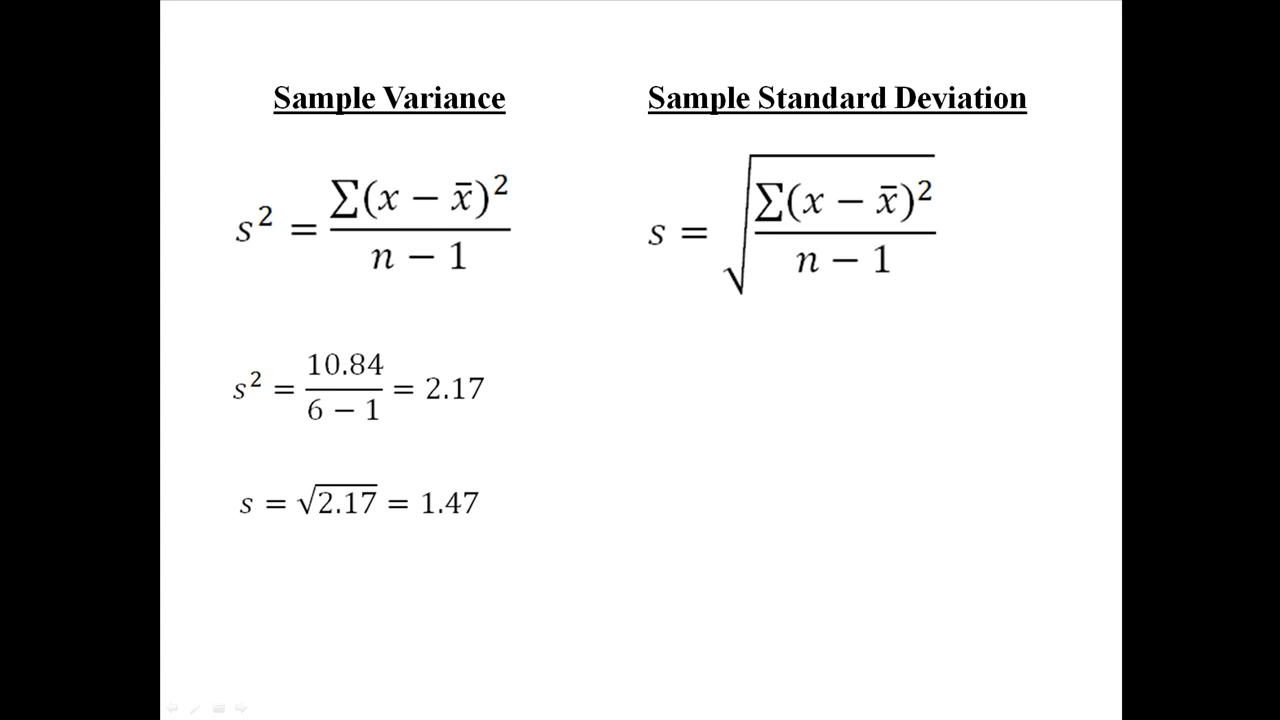 Sample Variance
Sample Standard Deviation
s² = ∑(x − x̄)² / n − 1
s = √(∑(x − x̄)² / n − 1)
s² = 10.84 / 6 − 1 = 2.17
s = √2.17 = 1.47